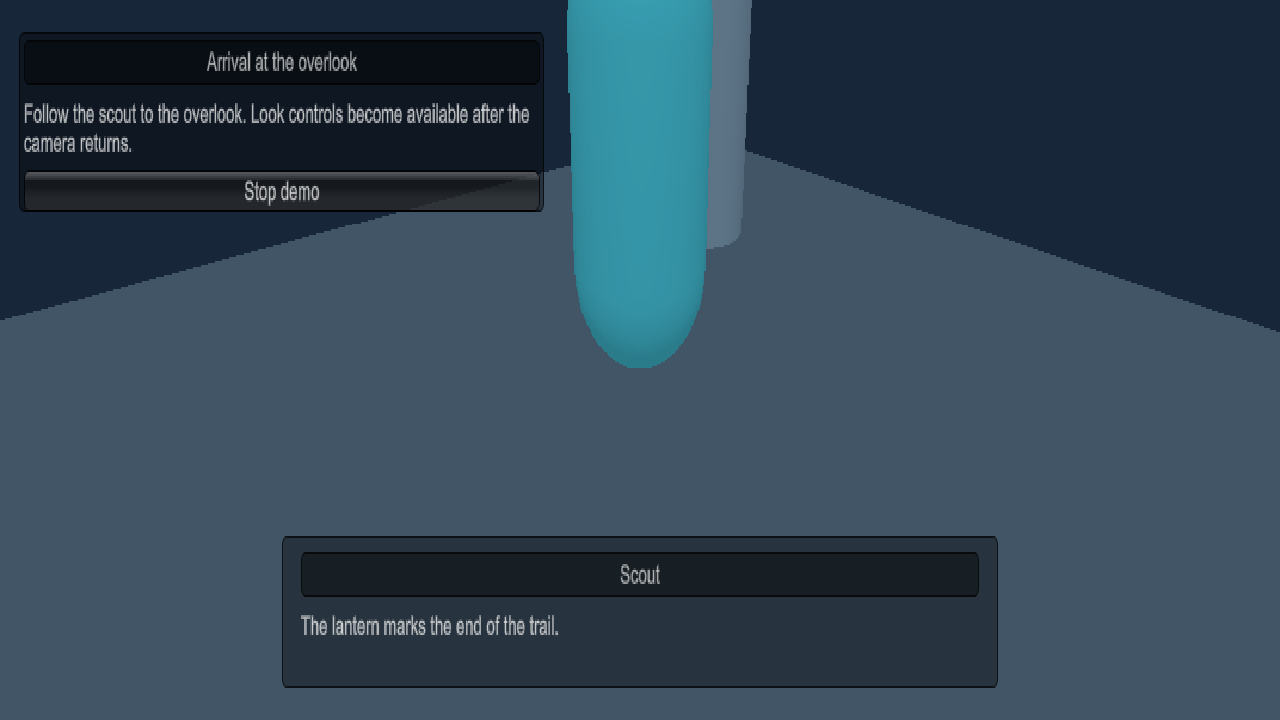 Arrival at the overlook
Follow the scout to the overlook. Look controls become available after the
camera returns.
Stop demo
Scout
The lantern marks the end of the trail.